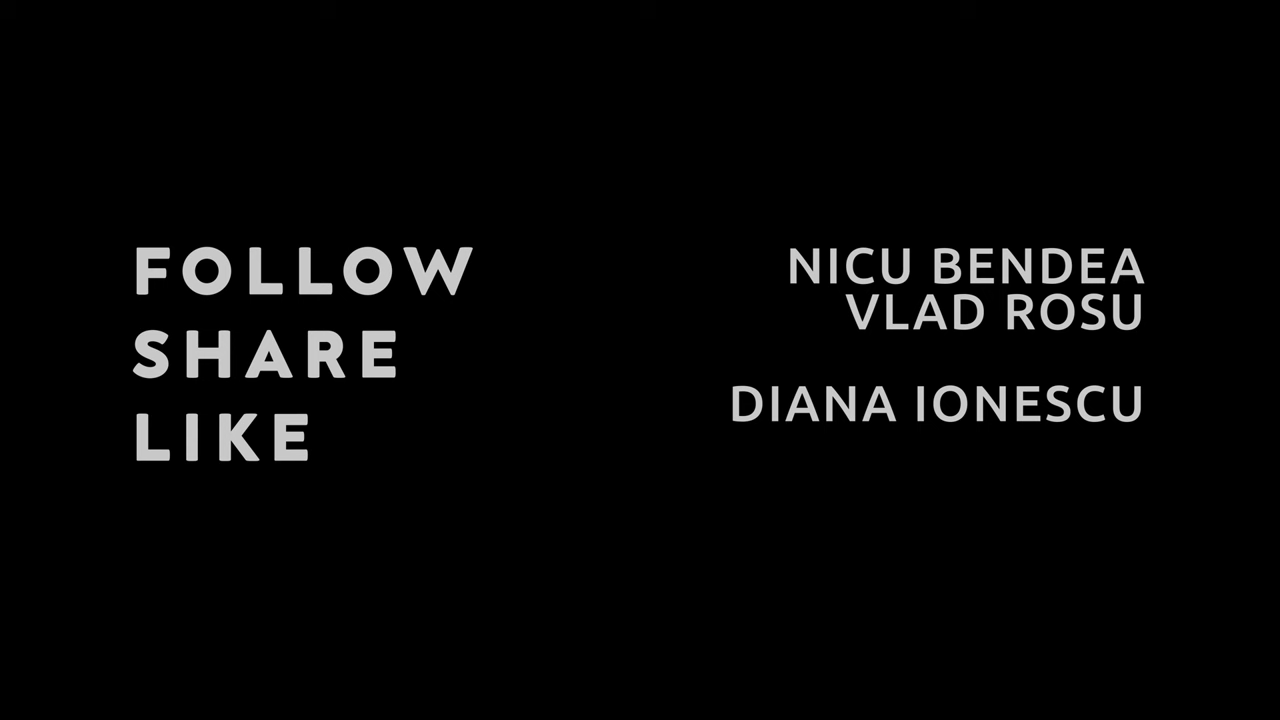 FOLLOW
SHARE
LIKE
NICU BENDEA
VLAD ROSU
DIANA IONESCU